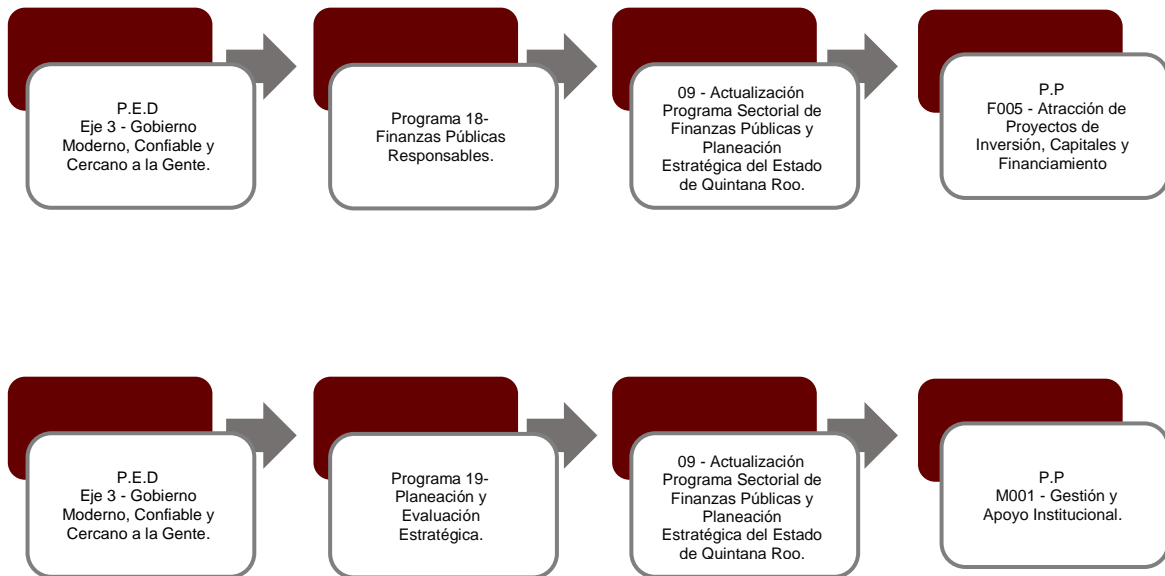 P.E.D
Eje 3 - Gobierno
Moderno, Confiable y
Cercano a la Gente.
Programa 18-
Finanzas Públicas
Responsables.
09 - Actualización
Programa Sectorial de
Finanzas Públicas y
Planeación
Estratégica del Estado
de Quintana Roo.
P.P
F005 - Atracción de
Proyectos de
Inversión, Capitales y
Financiamiento
P.E.D
Eje 3 - Gobierno
Moderno, Confiable y
Cercano a la Gente.
Programa 19-
Planeación y
Evaluación
Estratégica.
09 - Actualización
Programa Sectorial de
Finanzas Públicas y
Planeación
Estratégica del Estado
de Quintana Roo.
P.P
M001 - Gestión y
Apoyo Institucional.